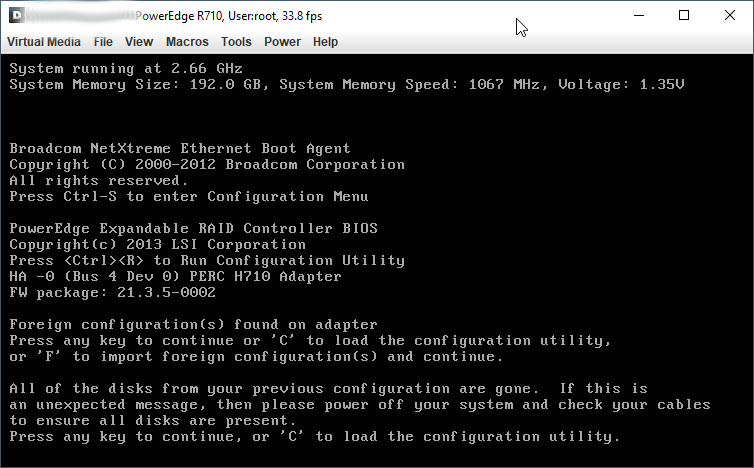 PowerEdge R710, User:root, 33.8 fps
Virtual Media File View Macros Tools Power Help
System running at 2.66 GHz
System Memory Size: 192.0 GB, System Memory Speed: 1067 MHz, Voltage: 1.35V
Broadcom NetXtreme Ethernet Boot Agent
Copyright (C) 2000-2012 Broadcom Corporation
All rights reserved.
Press Ctrl-S to enter Configuration Menu
PowerEdge Expandable RAID Controller BIOS
Copyright(c) 2013 LSI Corporation
Press <Ctrl><R> to Run Configuration Utility
HA -0 (Bus 4 Dev 0) PERC H710 Adapter
FW package: 21.3.5-0002
Foreign configuration(s) found on adapter
Press any key to continue or 'C' to load the configuration utility,
or 'F' to import foreign configuration(s) and continue.
All of the disks from your previous configuration are gone.  If this is
an unexpected message, then please power off your system and check your cables
to ensure all disks are present.
Press any key to continue, or 'C' to load the configuration utility.